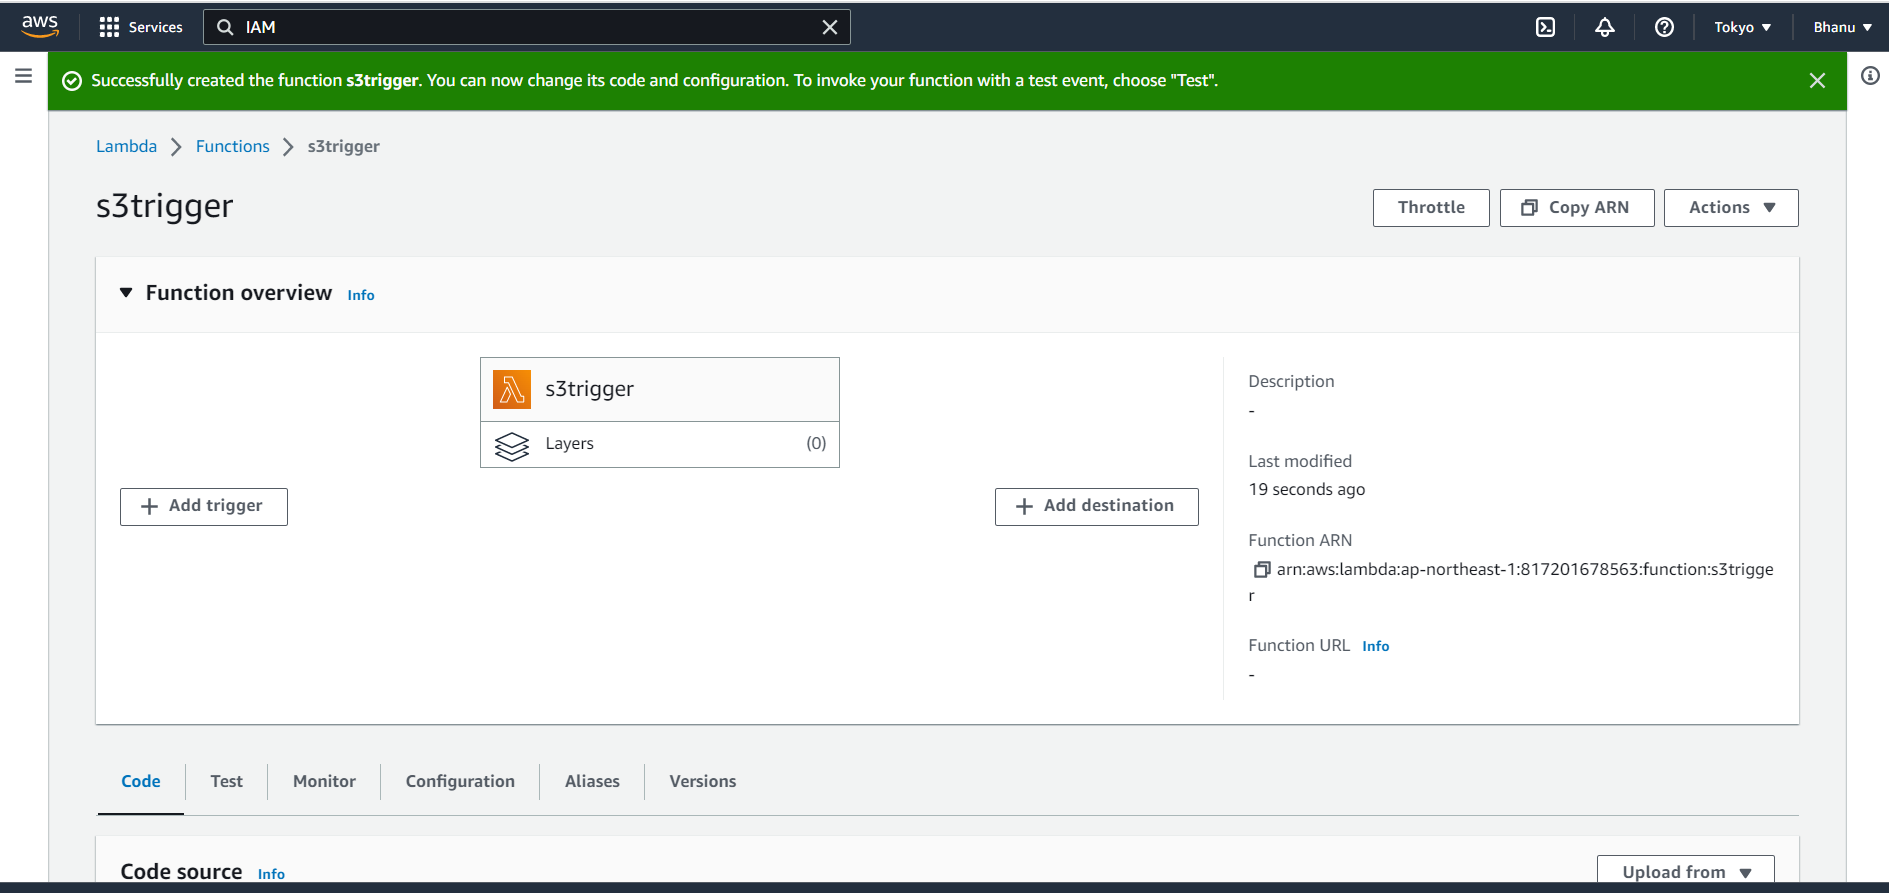 aws Services IAM Tokyo Bhanu
Successfully created the function s3trigger. You can now change its code and configuration. To invoke your function with a test event, choose "Test".
Lambda Functions s3trigger
s3trigger
Throttle Copy ARN Actions
Function overview Info
s3trigger
Layers (0)
Add trigger
Add destination
Description
-
Last modified
19 seconds ago
Function ARN
arn:aws:lambda:ap-northeast-1:817201678563:function:s3trigge
r
Function URL Info
-
Code Test Monitor Configuration Aliases Versions
Code source Info Upload from